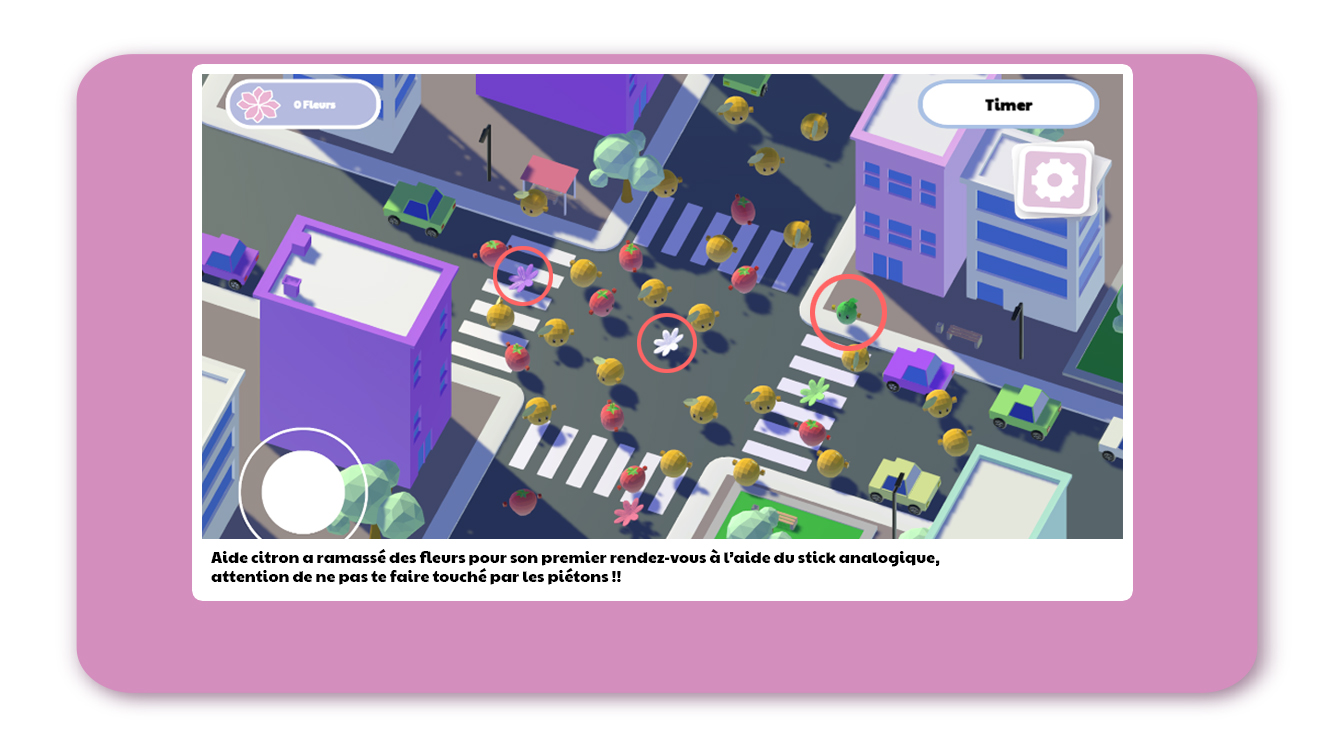 0 Fleurs
Timer
Aide citron a ramassé des fleurs pour son premier rendez-vous à l'aide du stick analogique,
attention de ne pas te faire touché par les piétons !!